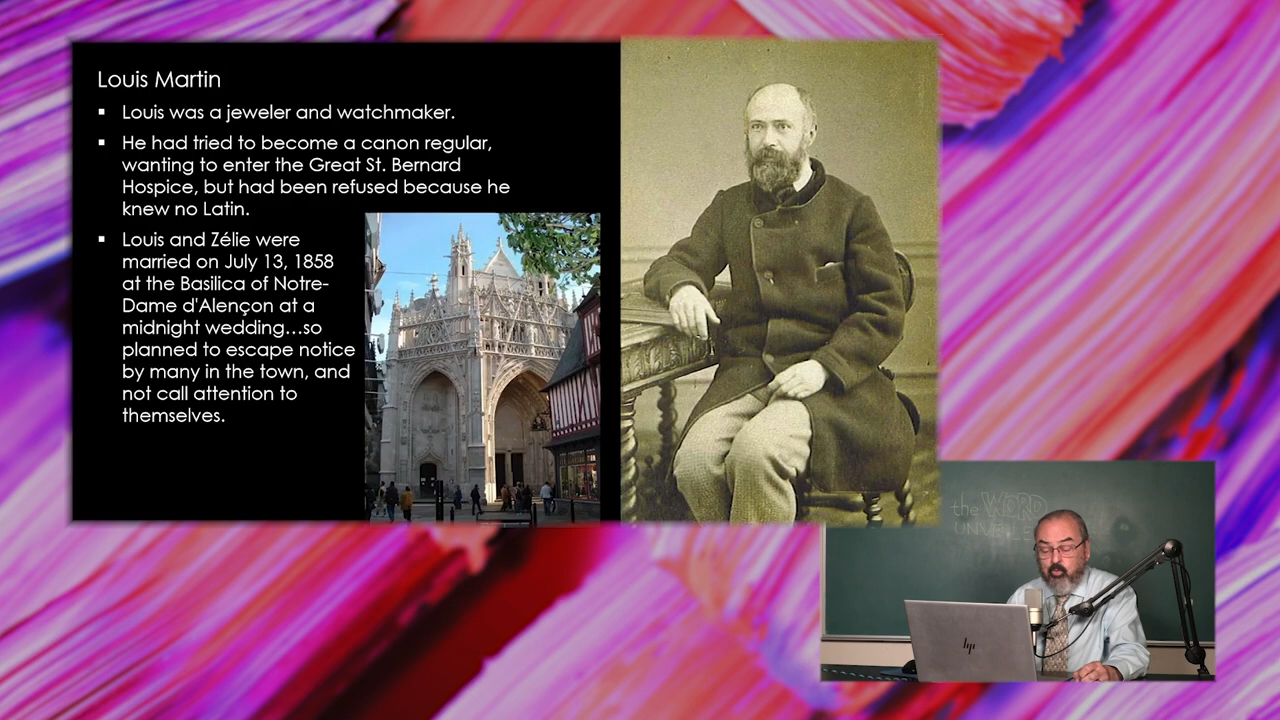 Louis Martin
▪ Louis was a jeweler and watchmaker.
▪ He had tried to become a canon regular,
wanting to enter the Great St. Bernard
Hospice, but had been refused because he
knew no Latin.
▪ Louis and Zélie were
married on July 13, 1858
at the Basilica of Notre-
Dame d'Alençon at a
midnight wedding…so
planned to escape notice
by many in the town, and
not call attention to
themselves.
the WORD
hp